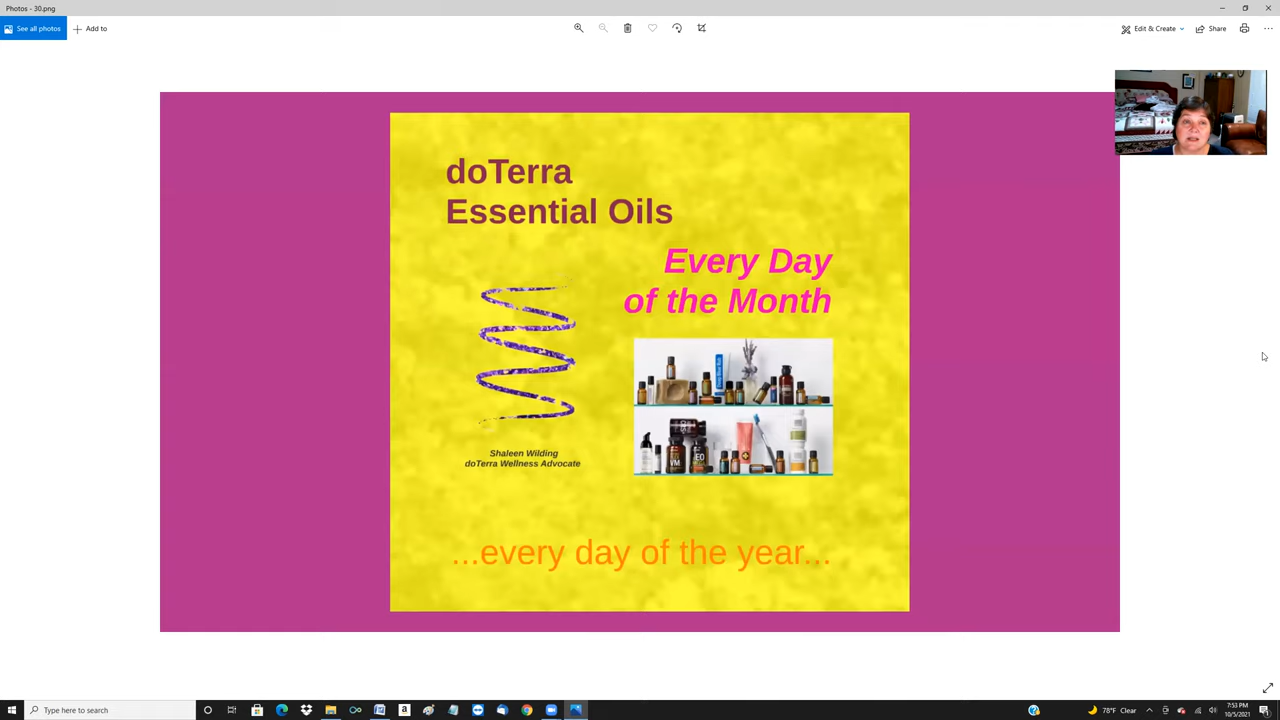 Photos - 30.png
See all photos
Add to
Edit & Create
Share
doTerra
Essential Oils
Every Day
of the Month
VM
EO
Shaleen Wilding
doTerra Wellness Advocate
...every day of the year...
Type here to search
78°F Clear
7:53 PM
10/5/2021